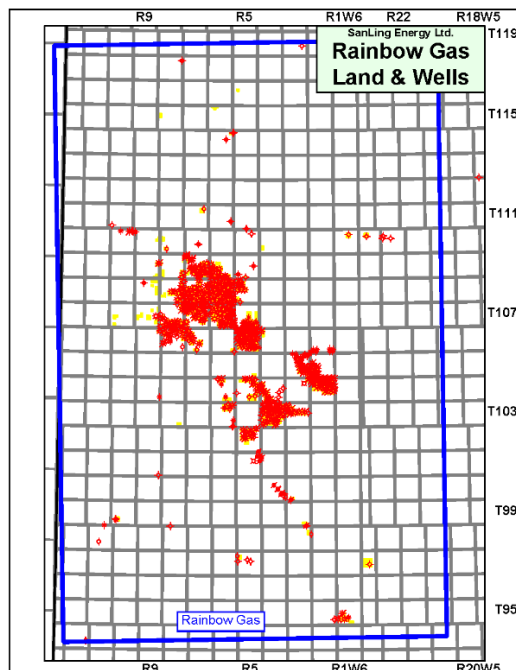 R9 R5 R1W6 R22 R18W5
SanLing Energy Ltd.
Rainbow Gas
Land & Wells
T119
T115
T111
T107
T103
T99
T95
Rainbow Gas
R9 R5 R1W6 R20W5